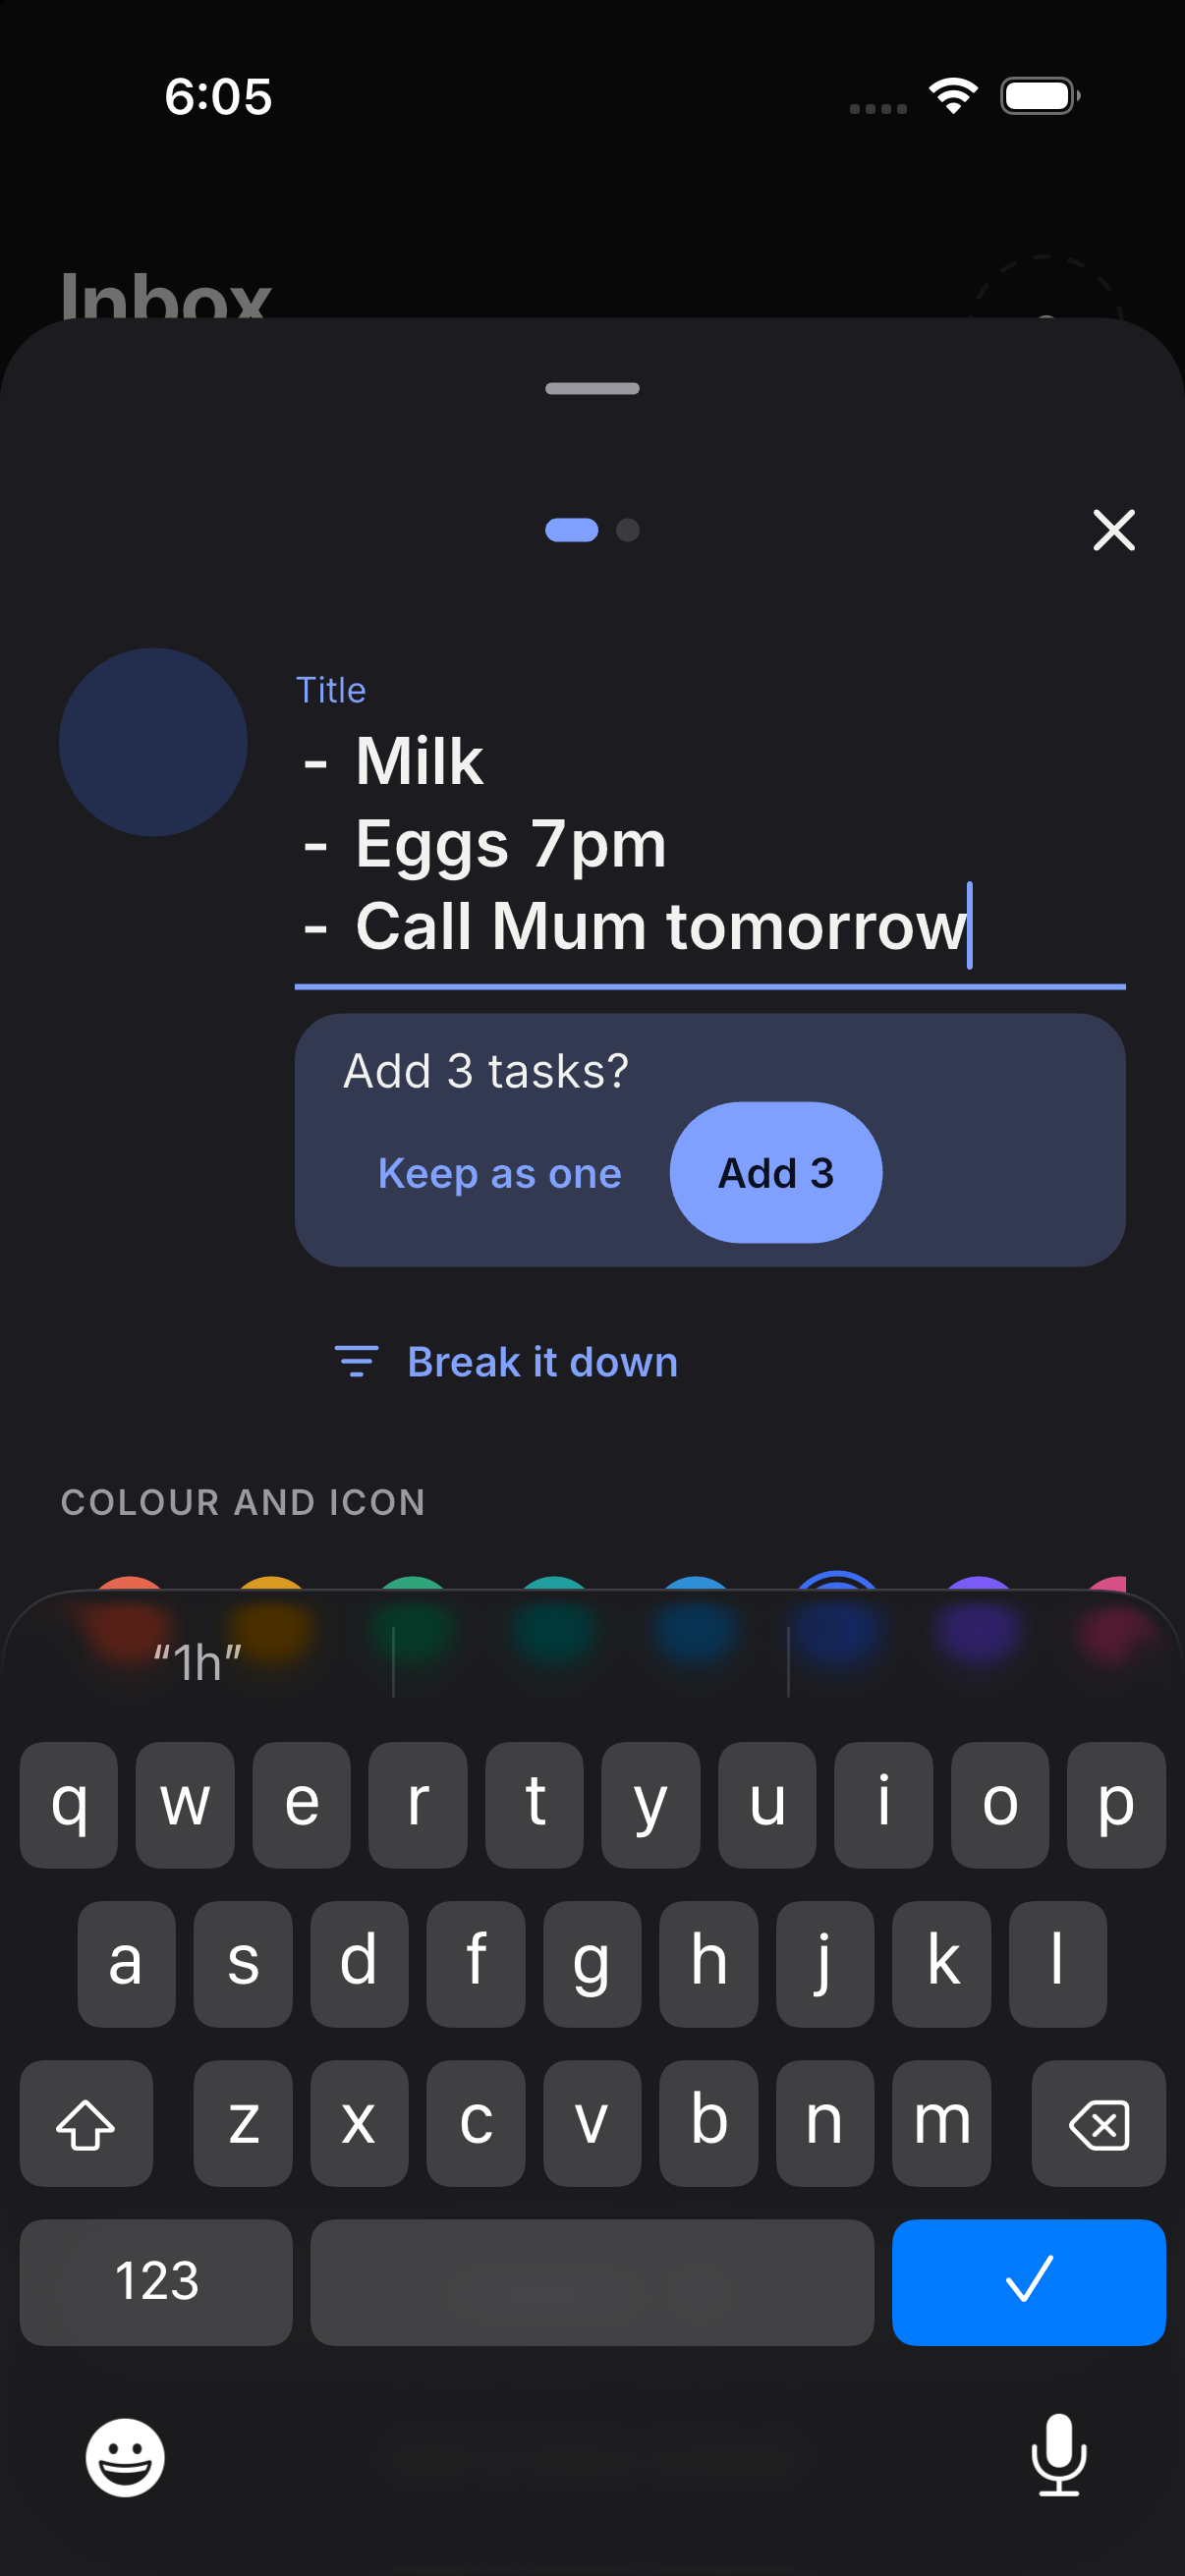 6:05
Inbox
Title
- Milk
- Eggs 7pm
- Call Mum tomorrow
Add 3 tasks?
Keep as one
Add 3
Break it down
COLOUR AND ICON
“1h”
q w e r t y u i o p
a s d f g h j k l
z x c v b n m
123